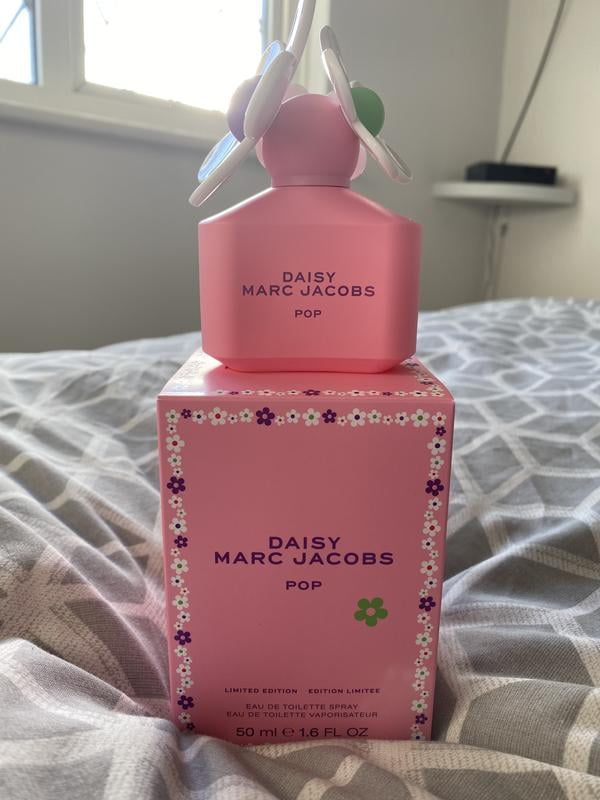 DAISY
MARC JACOBS
POP
DAISY
MARC JACOBS
POP
LIMITED EDITION EDITION LIMITÉE
EAU DE TOILETTE SPRAY
EAU DE TOILETTE VAPORISATEUR
50 ml ℮ 1.6 FL OZ